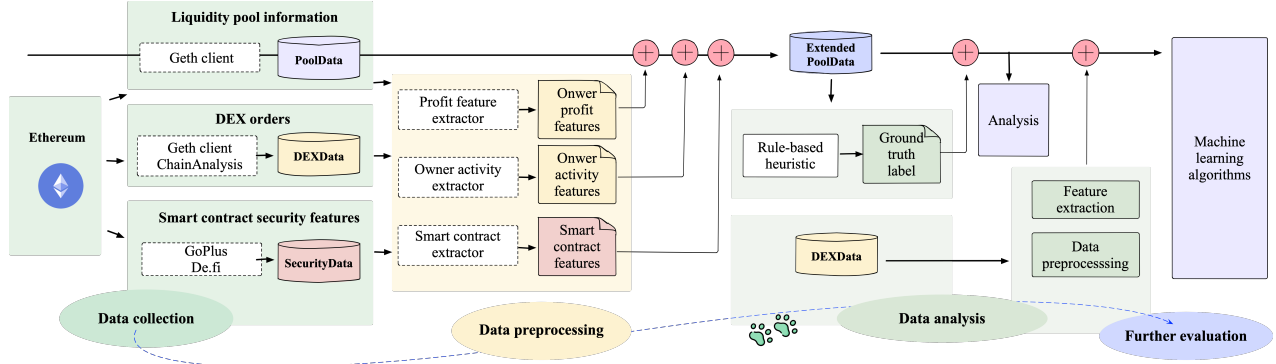 Liquidity pool information
Geth client
PoolData
Ethereum
DEX orders
Geth client
ChainAnalysis
DEXData
Smart contract security features
GoPlus
De.fi
SecurityData
Data collection
Profit feature
extractor
Onwer
profit
features
Owner activity
extractor
Onwer
activity
features
Smart contract
extractor
Smart
contract
features
Data preprocessing
Extended
PoolData
Rule-based
heuristic
Ground
truth
label
DEXData
Analysis
Feature
extraction
Data
preprocesssing
Data analysis
Machine
learning
algorithms
Further evaluation